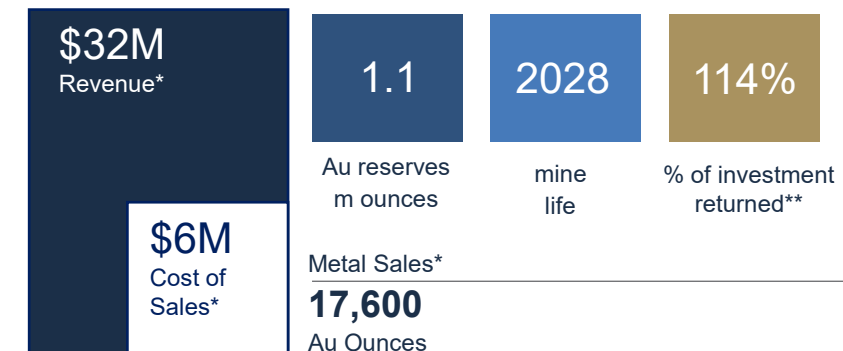 $32M
Revenue*
$6M
Cost of
Sales*
1.1
Au reserves
m ounces
2028
mine
life
114%
% of investment
returned**
Metal Sales*
17,600
Au Ounces